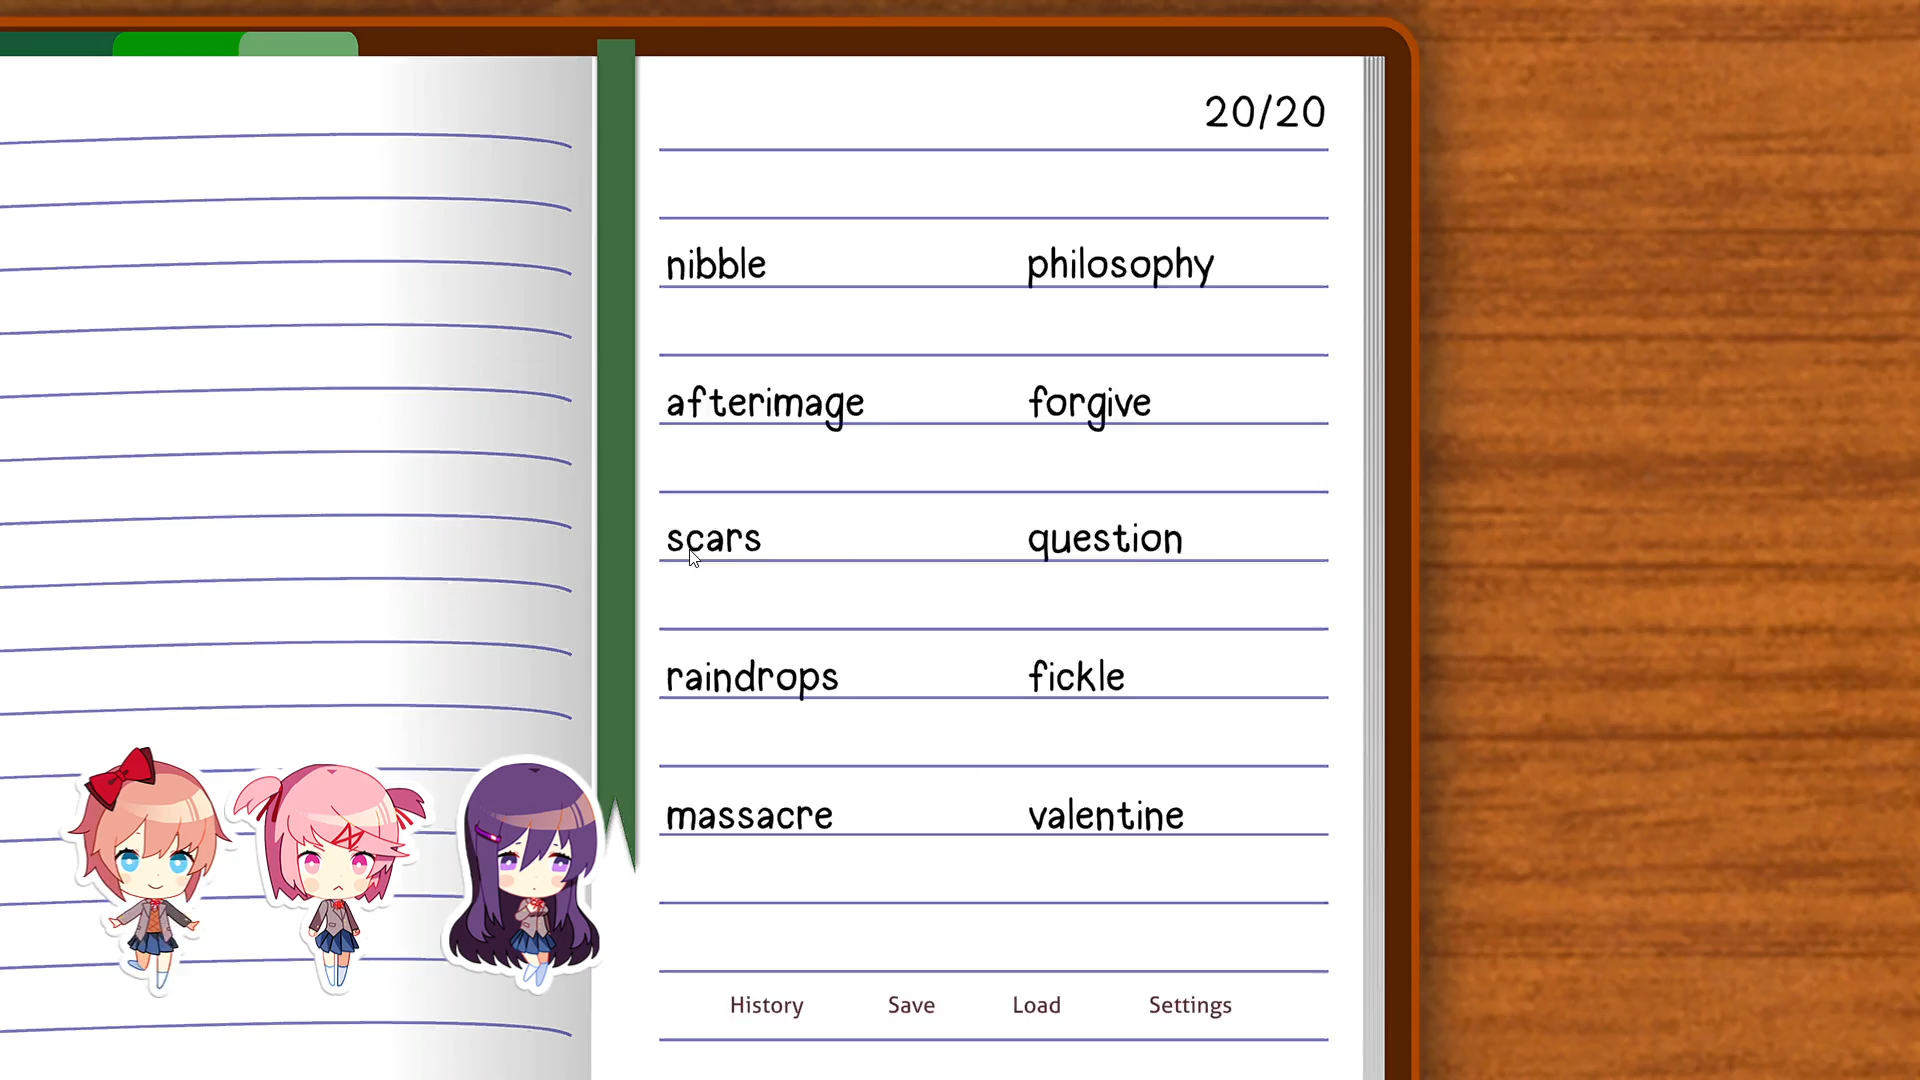 20/20
nibble philosophy
afterimage forgive
scars question
raindrops fickle
massacre valentine
History Save Load Settings